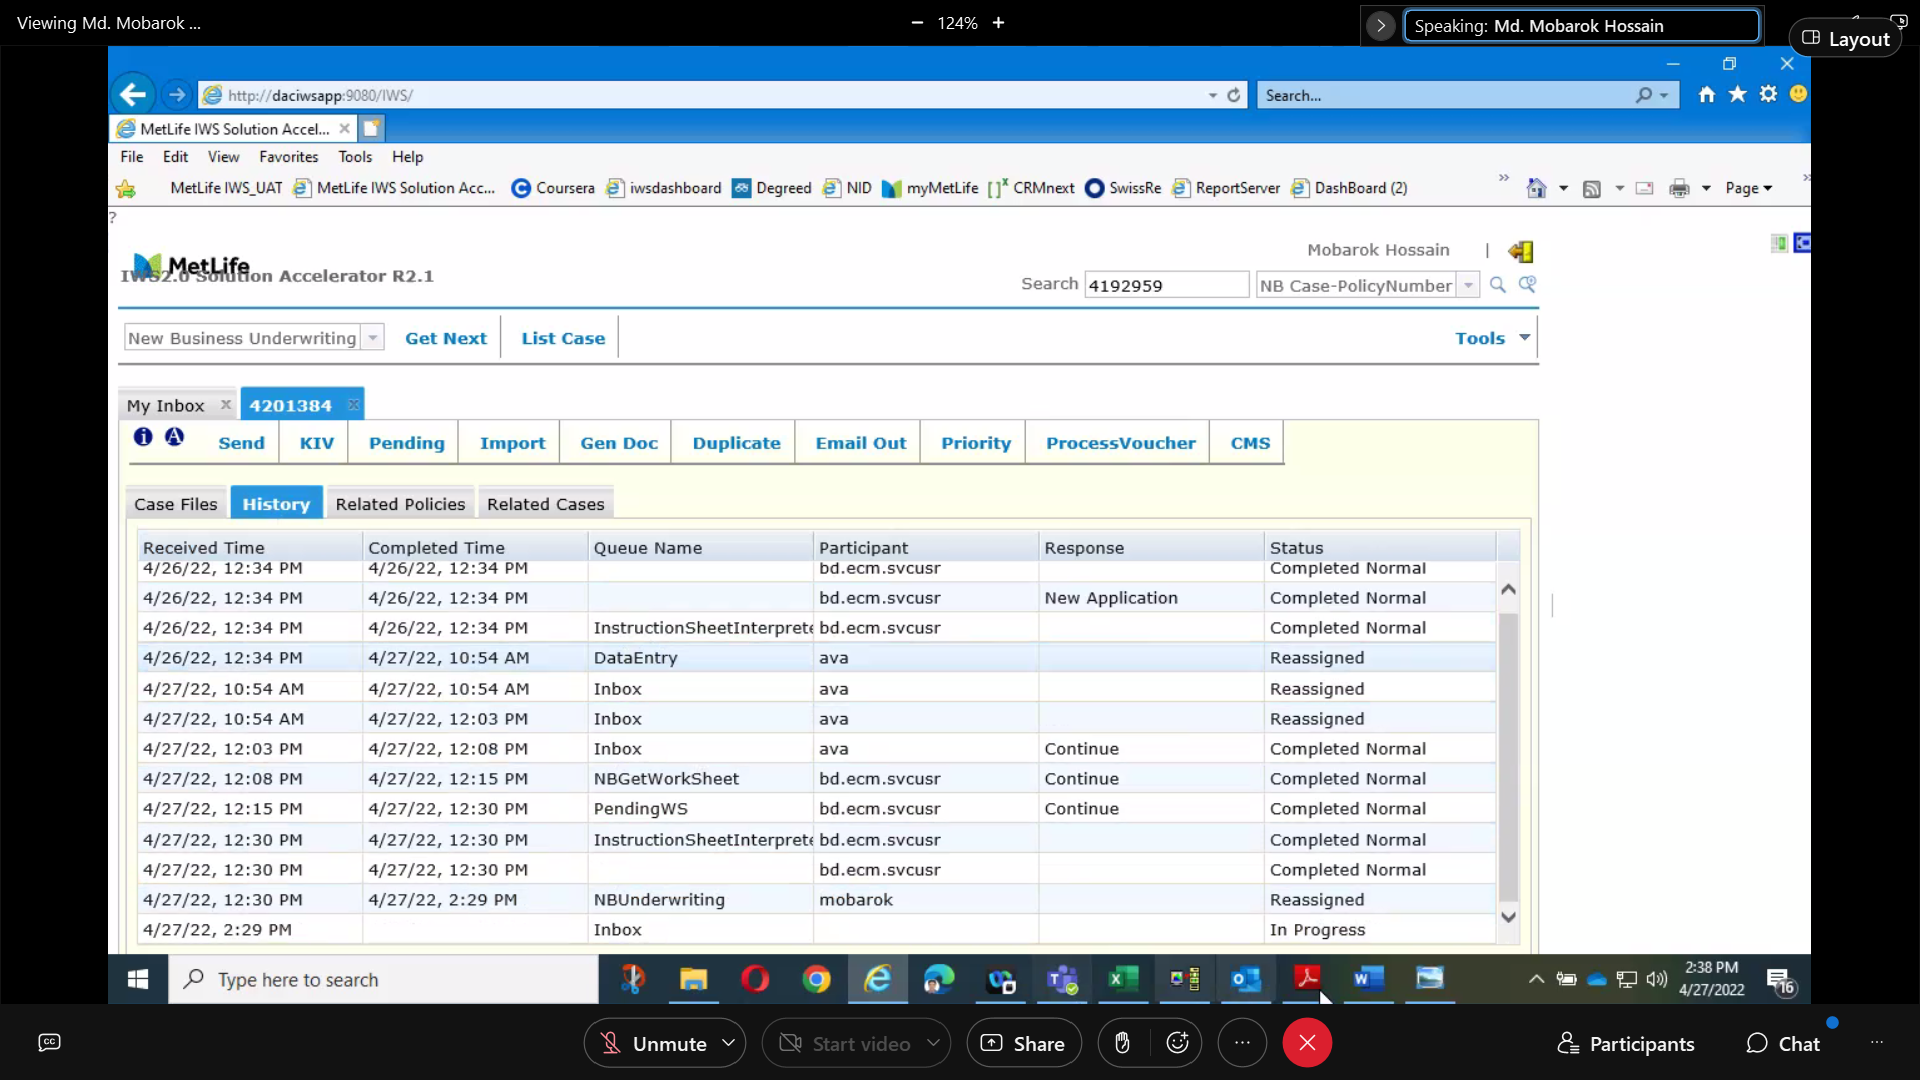 Viewing Md. Mobarok ...
124%
Speaking: Md. Mobarok Hossain
Layout
http://daciwsapp:9080/IWS/
Search...
MetLife IWS Solution Accel...
File Edit View Favorites Tools Help
MetLife IWS_UAT MetLife IWS Solution Acc... Coursera iwsdashboard Degreed NID myMetLife CRMnext SwissRe ReportServer DashBoard (2) Page
?
MetLife
IWS2.0 Solution Accelerator R2.1
Mobarok Hossain |
Search 4192959 NB Case-PolicyNumber
New Business Underwriting Get Next List Case Tools
My Inbox x 4201384 x
i A Send KIV Pending Import Gen Doc Duplicate Email Out Priority ProcessVoucher CMS
Case Files History Related Policies Related Cases
Received Time Completed Time Queue Name Participant Response Status
4/26/22, 12:34 PM 4/26/22, 12:34 PM bd.ecm.svcusr Completed Normal
4/26/22, 12:34 PM 4/26/22, 12:34 PM bd.ecm.svcusr New Application Completed Normal
4/26/22, 12:34 PM 4/26/22, 12:34 PM InstructionSheetInterprete bd.ecm.svcusr Completed Normal
4/26/22, 12:34 PM 4/27/22, 10:54 AM DataEntry ava Reassigned
4/27/22, 10:54 AM 4/27/22, 10:54 AM Inbox ava Reassigned
4/27/22, 10:54 AM 4/27/22, 12:03 PM Inbox ava Reassigned
4/27/22, 12:03 PM 4/27/22, 12:08 PM Inbox ava Continue Completed Normal
4/27/22, 12:08 PM 4/27/22, 12:15 PM NBGetWorkSheet bd.ecm.svcusr Continue Completed Normal
4/27/22, 12:15 PM 4/27/22, 12:30 PM PendingWS bd.ecm.svcusr Continue Completed Normal
4/27/22, 12:30 PM 4/27/22, 12:30 PM InstructionSheetInterprete bd.ecm.svcusr Completed Normal
4/27/22, 12:30 PM 4/27/22, 12:30 PM bd.ecm.svcusr Completed Normal
4/27/22, 12:30 PM 4/27/22, 2:29 PM NBUnderwriting mobarok Reassigned
4/27/22, 2:29 PM Inbox In Progress
Type here to search
2:38 PM
4/27/2022
16
CC Unmute Start video Share Participants Chat